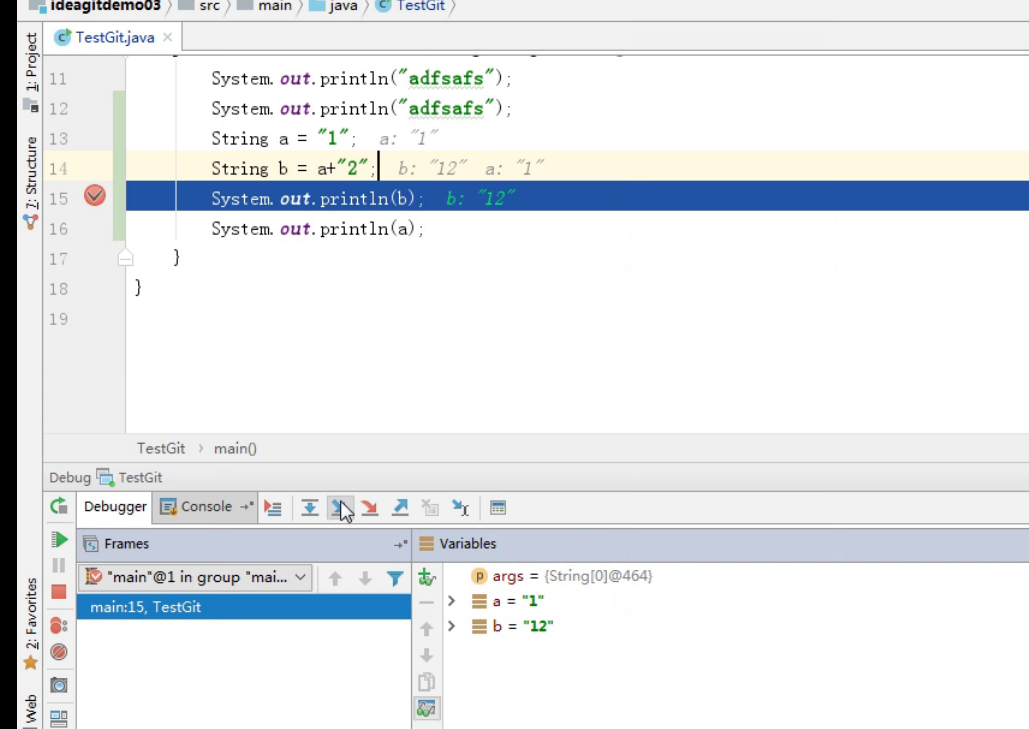 ideagitdemo03 〉 src 〉 main 〉 java 〉 TestGit 〉
TestGit.java ×
1: Project
7: Structure
2: Favorites
Web
11 System.out.println("adfsafs");
12 System.out.println("adfsafs");
13 String a = "1"; a: "1"
14 String b = a+"2"; b: "12" a: "1"
15 System.out.println(b); b: "12"
16 System.out.println(a);
17 }
18 }
19
TestGit › main()
Debug TestGit
Debugger Console
Frames
Variables
"main"@1 in group "mai...
main:15, TestGit
args = {String[0]@464}
a = "1"
b = "12"